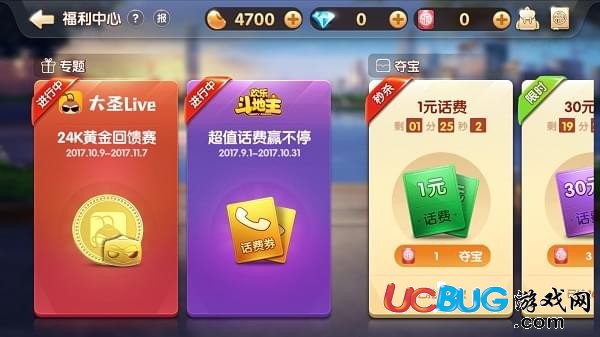 福利中心 ? 报 4700 + 0 + 0 +
专题
夺宝
进行中
大圣Live
24K黄金回馈赛
2017.10.9~2017.11.7
进行中
欢乐
斗地主
超值话费赢不停
2017.9.1~2017.10.31
话费券
秒杀
1元话费
剩 01 分 25 秒 2
1元
话费
1 夺宝
限时
30元
剩 19
30元
话
3
UCBUG游戏网
.com